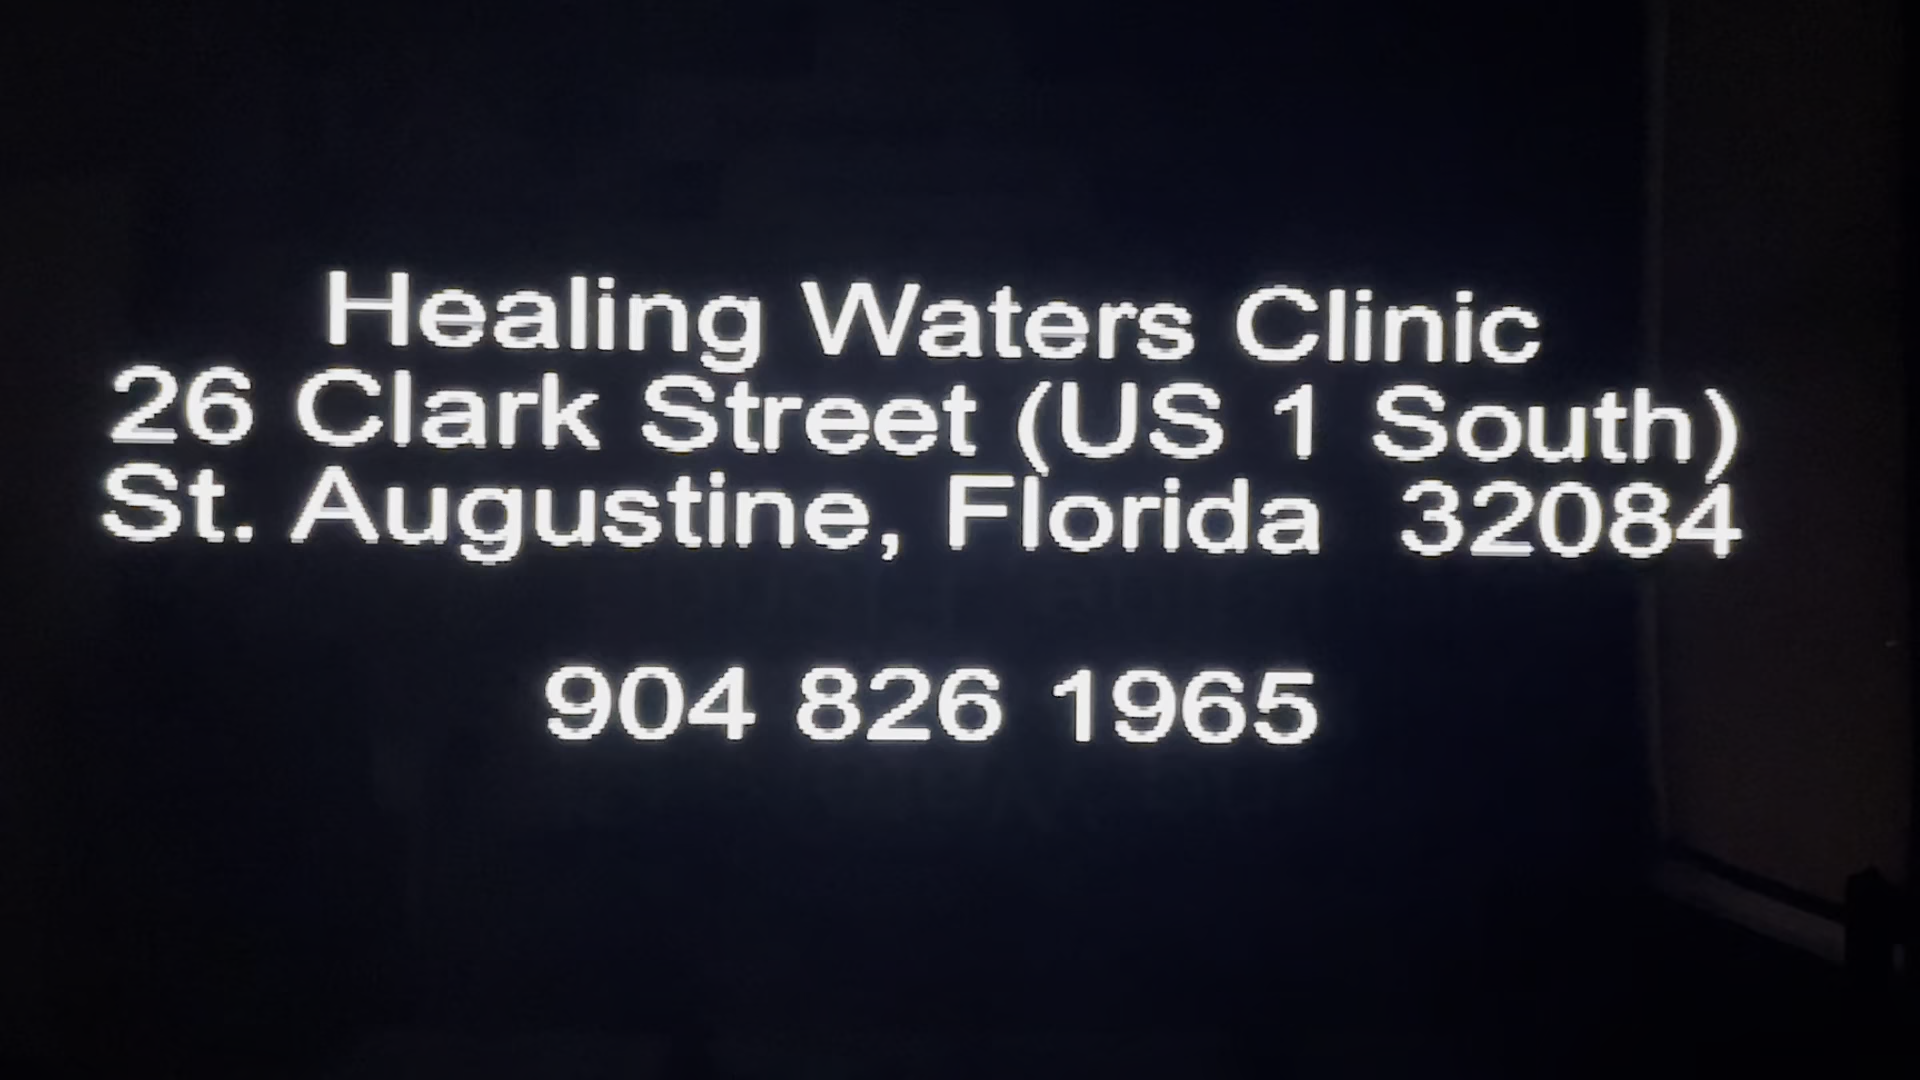 Healing Waters Clinic
26 Clark Street (US 1 South)
St. Augustine, Florida  32084
904 826 1965